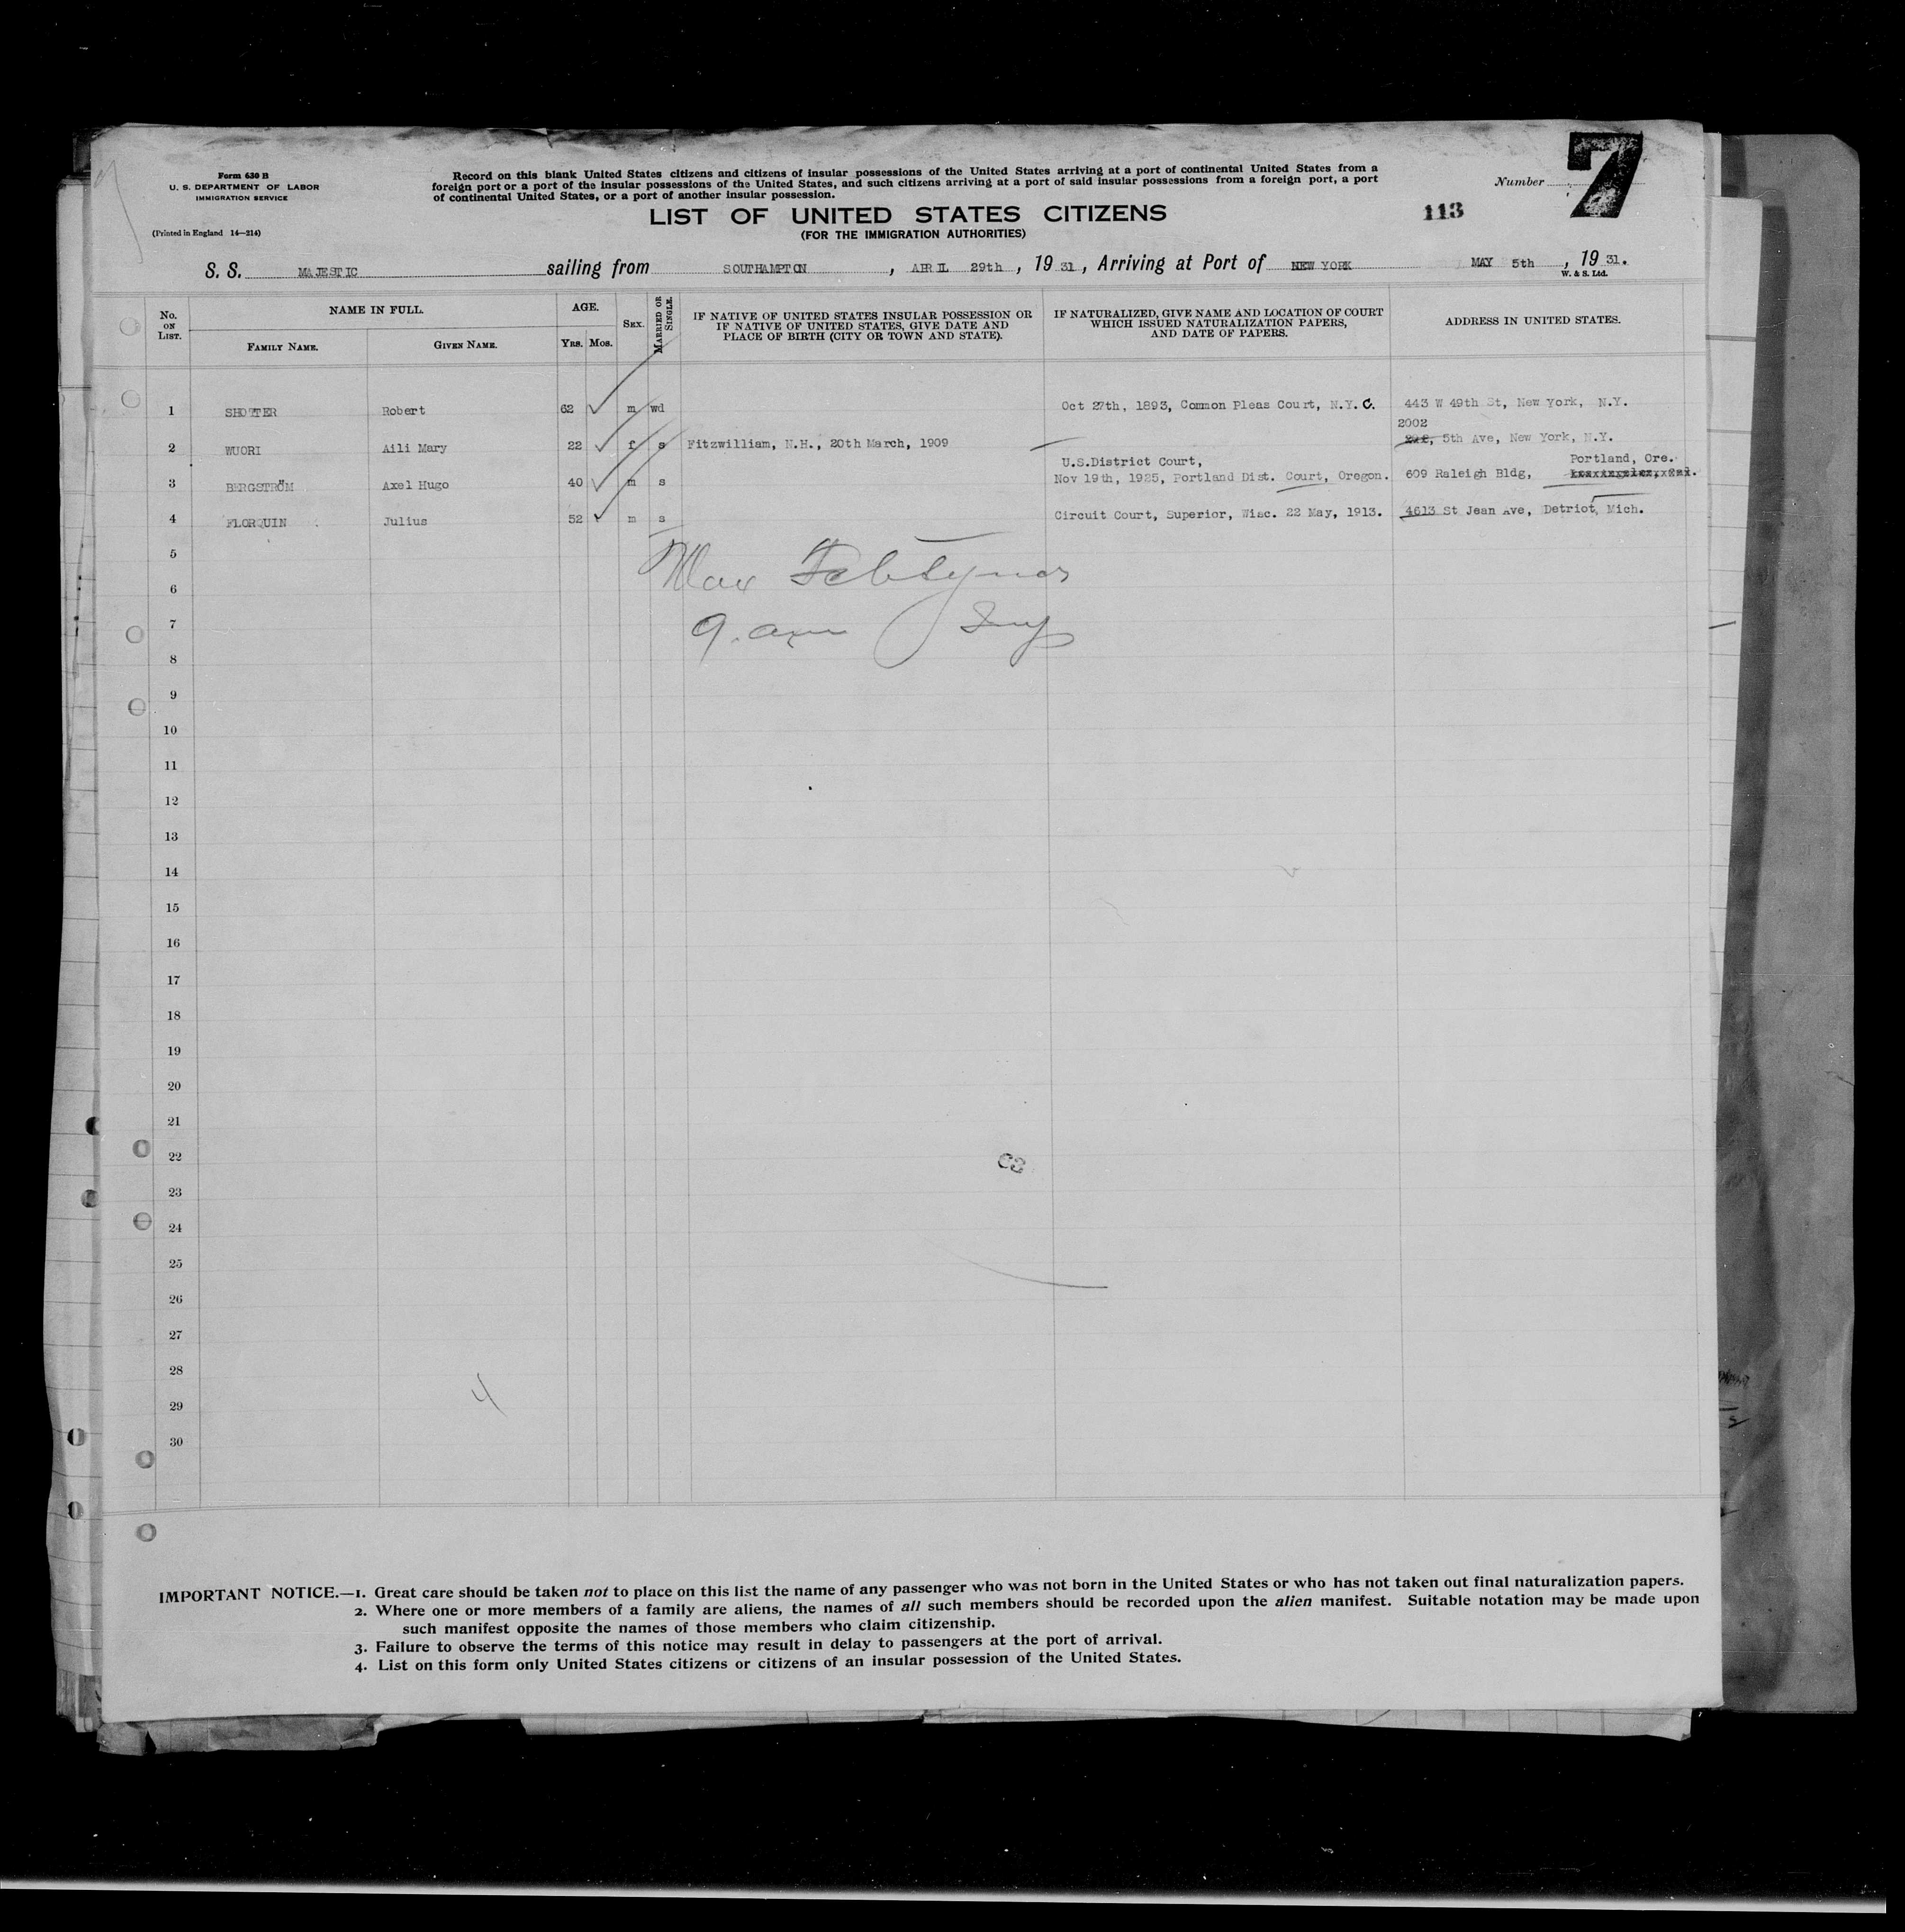 Form 630 B
U. S. DEPARTMENT OF LABOR
IMMIGRATION SERVICE
(Printed in England 14—214)
Record on this blank United States citizens and citizens of insular possessions of the United States arriving at a port of continental United States from a
foreign port or a port of the insular possessions of the United States, and such citizens arriving at a port of said insular possessions from a foreign port, a port
of continental United States, or a port of another insular possession.
Number
7
LIST OF UNITED STATES CITIZENS
113
(FOR THE IMMIGRATION AUTHORITIES)
S. S. MAJESTIC sailing from SOUTHAMPTON, APRIL 29th, 19 31, Arriving at Port of NEW YORK MAY 5th, 19 31.
W. & S. Ltd.
No. ON LIST.
NAME IN FULL.
FAMILY NAME.
GIVEN NAME.
AGE.
YRS. MOS.
SEX.
MARRIED OR SINGLE.
IF NATIVE OF UNITED STATES INSULAR POSSESSION OR
IF NATIVE OF UNITED STATES, GIVE DATE AND
PLACE OF BIRTH (CITY OR TOWN AND STATE).
IF NATURALIZED, GIVE NAME AND LOCATION OF COURT
WHICH ISSUED NATURALIZATION PAPERS,
AND DATE OF PAPERS.
ADDRESS IN UNITED STATES.
1 SHOTTER Robert 62 m wd Oct 27th, 1893, Common Pleas Court, N.Y.C. 443 W 49th St, New York, N.Y.
2002
2 WUORI Aili Mary 22 f s Fitzwilliam, N.H., 20th March, 1909 5th Ave, New York, N.Y.
U.S.District Court, Portland, Ore.
3 BERGSTRÖM Axel Hugo 40 m s Nov 19th, 1925, Portland Dist. Court, Oregon. 609 Raleigh Bldg,
4 FLORQUIN Julius 52 m s Circuit Court, Superior, Wisc. 22 May, 1913. 4613 St Jean Ave, Detriot, Mich.
5
Max
6
7
9. am
8
9
10
11
12
13
14
15
16
17
18
19
20
21
22
23
24
25
26
27
28
4
29
30
IMPORTANT NOTICE.—1. Great care should be taken not to place on this list the name of any passenger who was not born in the United States or who has not taken out final naturalization papers.
2. Where one or more members of a family are aliens, the names of all such members should be recorded upon the alien manifest. Suitable notation may be made upon
such manifest opposite the names of those members who claim citizenship.
3. Failure to observe the terms of this notice may result in delay to passengers at the port of arrival.
4. List on this form only United States citizens or citizens of an insular possession of the United States.